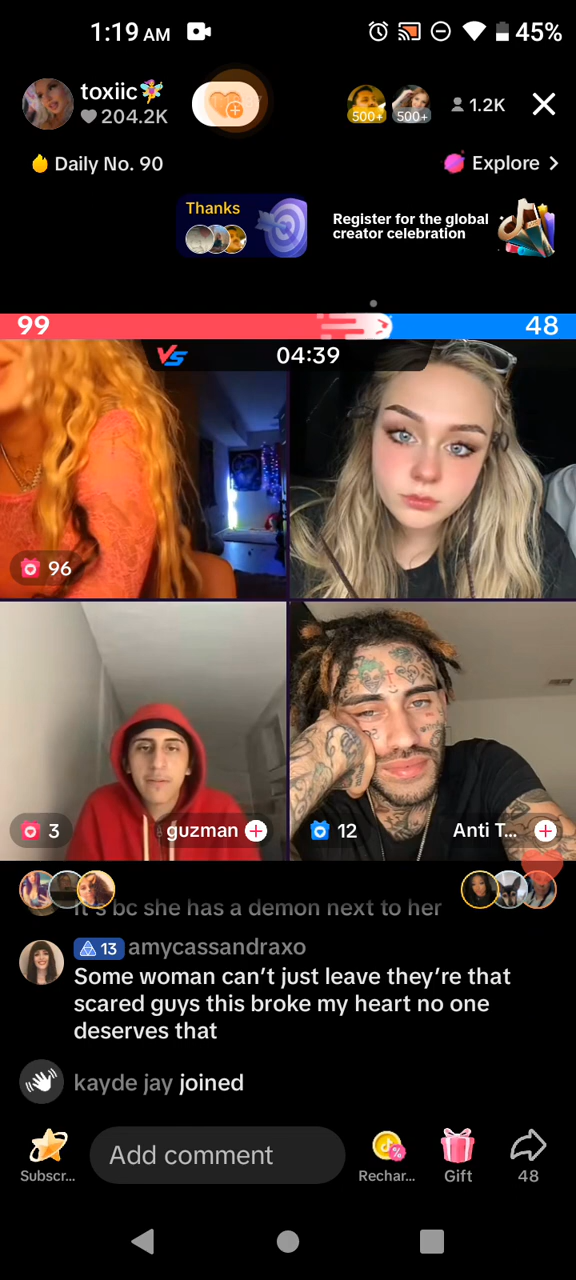 1:19 AM
45%
toxiic🧚
204.2K
500+
500+
1.2K
Daily No. 90
Explore >
Thanks
Register for the global
creator celebration
99
48
VS
04:39
96
3
guzman
12
Anti T...
It's bc she has a demon next to her
13 amycassandraxo
Some woman can't just leave they're that
scared guys this broke my heart no one
deserves that
kayde jay joined
Add comment
Subscr...
Rechar...
Gift
48